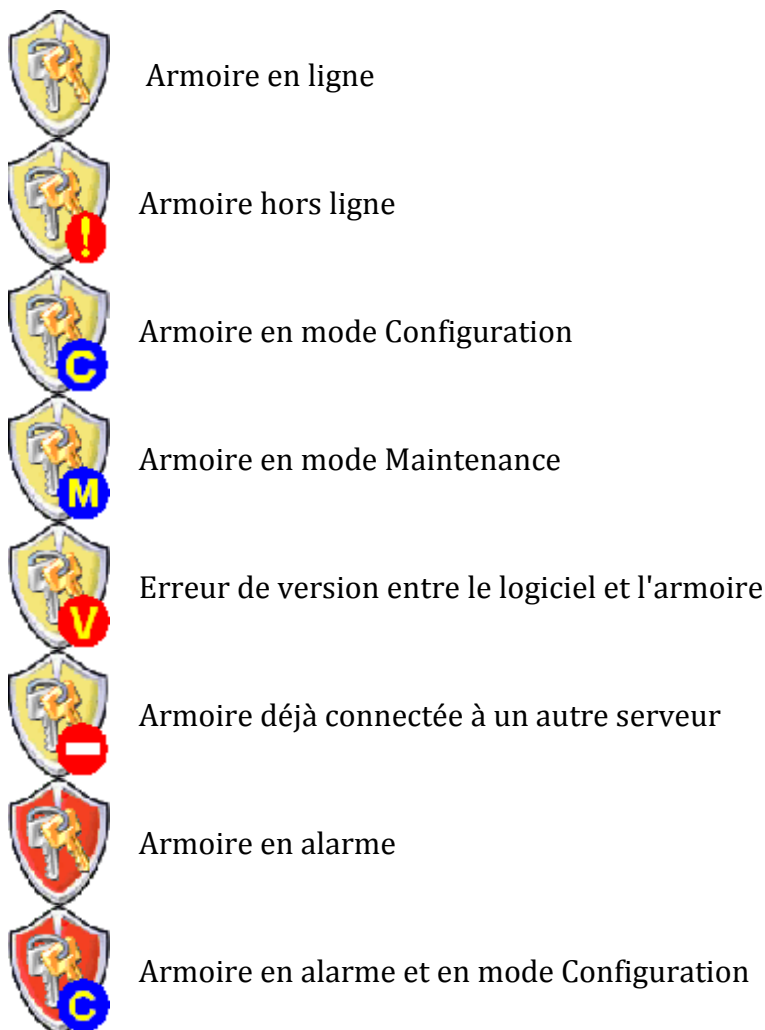 Armoire en ligne
! Armoire hors ligne
C Armoire en mode Configuration
M Armoire en mode Maintenance
V Erreur de version entre le logiciel et l'armoire
Armoire déjà connectée à un autre serveur
Armoire en alarme
C Armoire en alarme et en mode Configuration